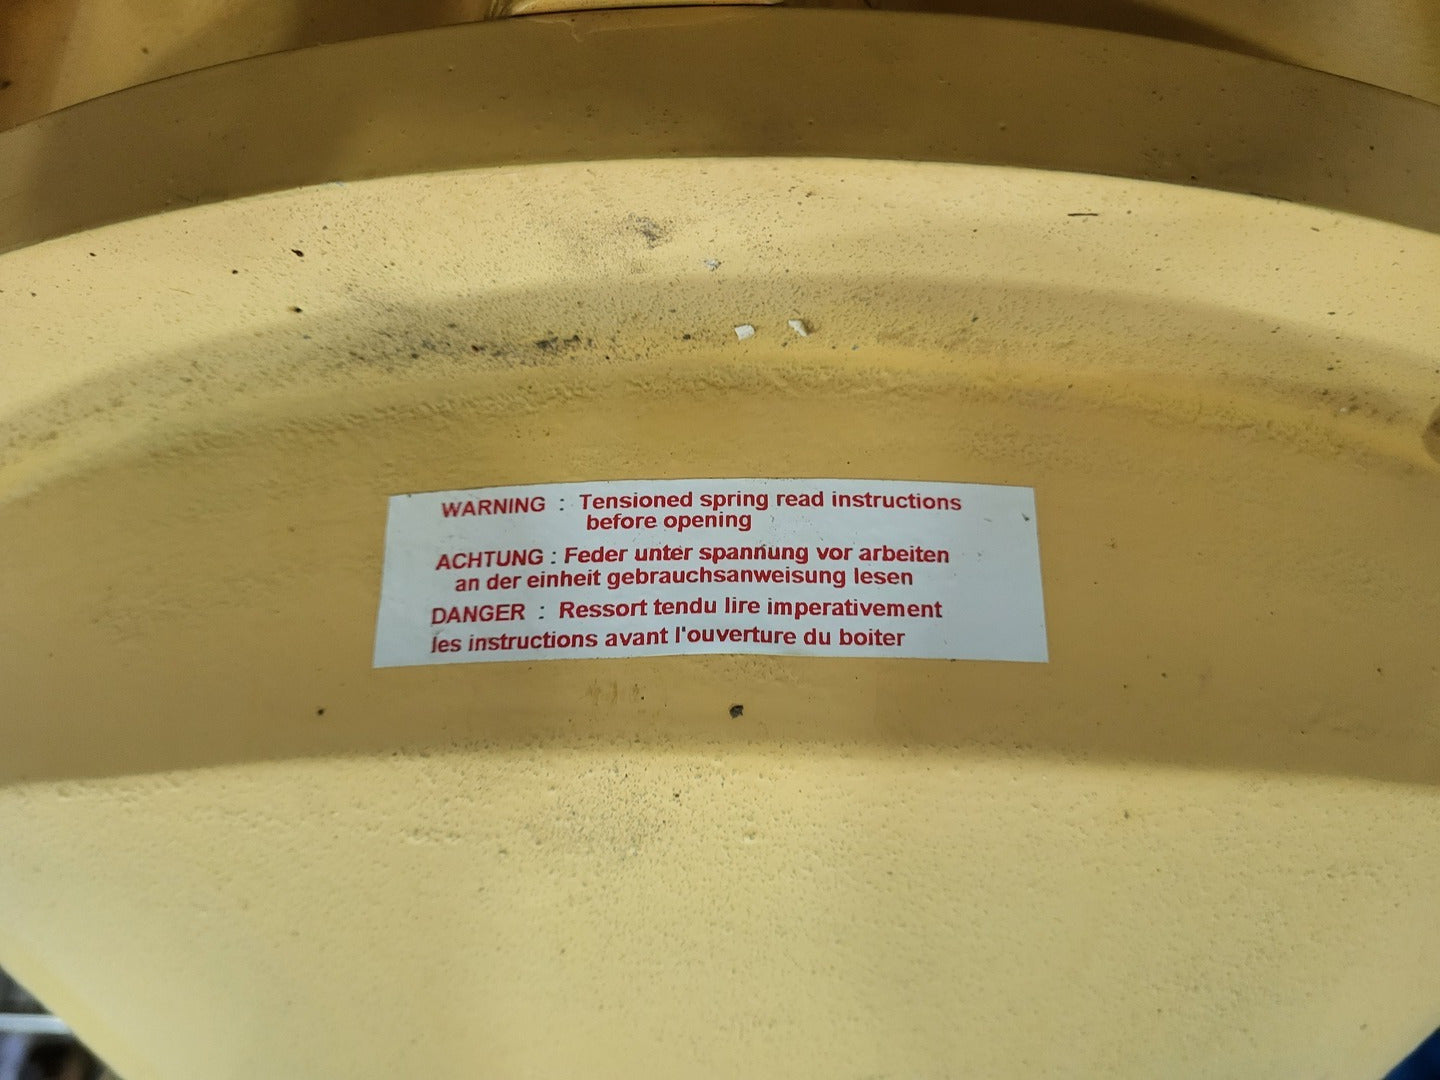 WARNING : Tensioned spring read instructions
before opening
ACHTUNG : Feder unter spannung vor arbeiten
an der einheit gebrauchsanweisung lesen
DANGER : Ressort tendu lire imperativement
les instructions avant l'ouverture du boiter